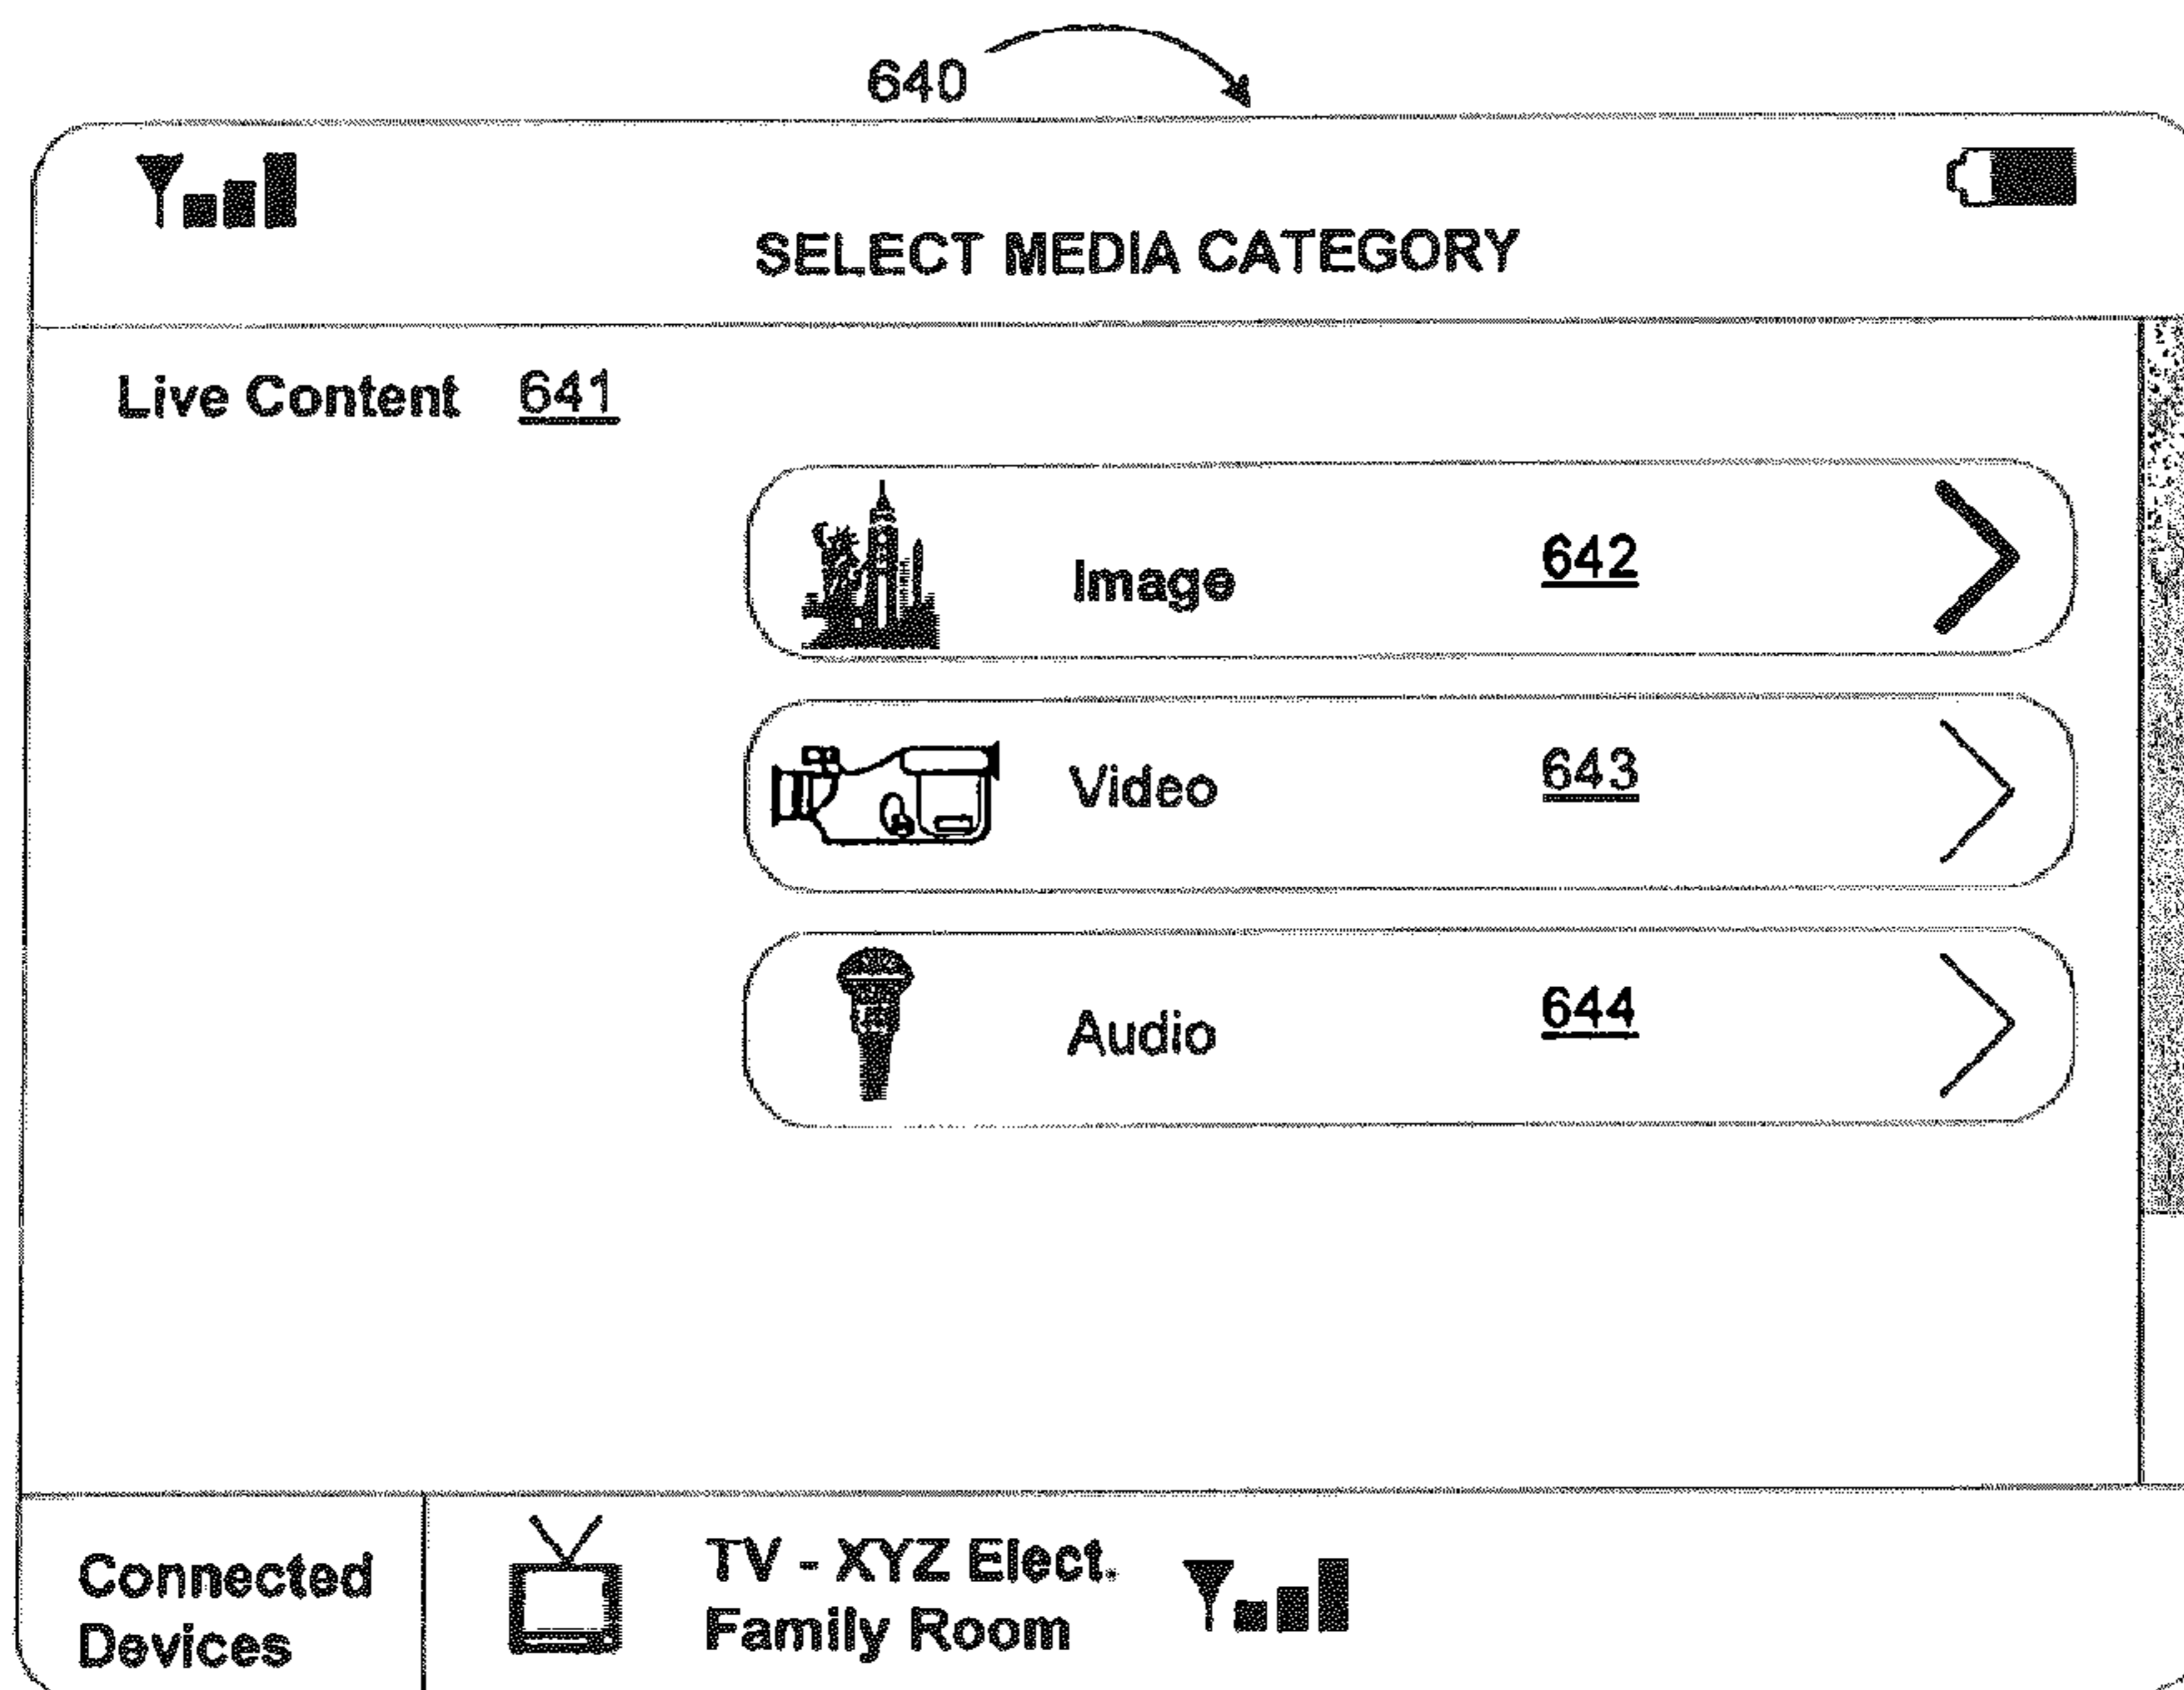 640
SELECT MEDIA CATEGORY
Live Content 641
Image 642
Video 643
Audio 644
Connected
Devices
TV - XYZ Elect.
Family Room